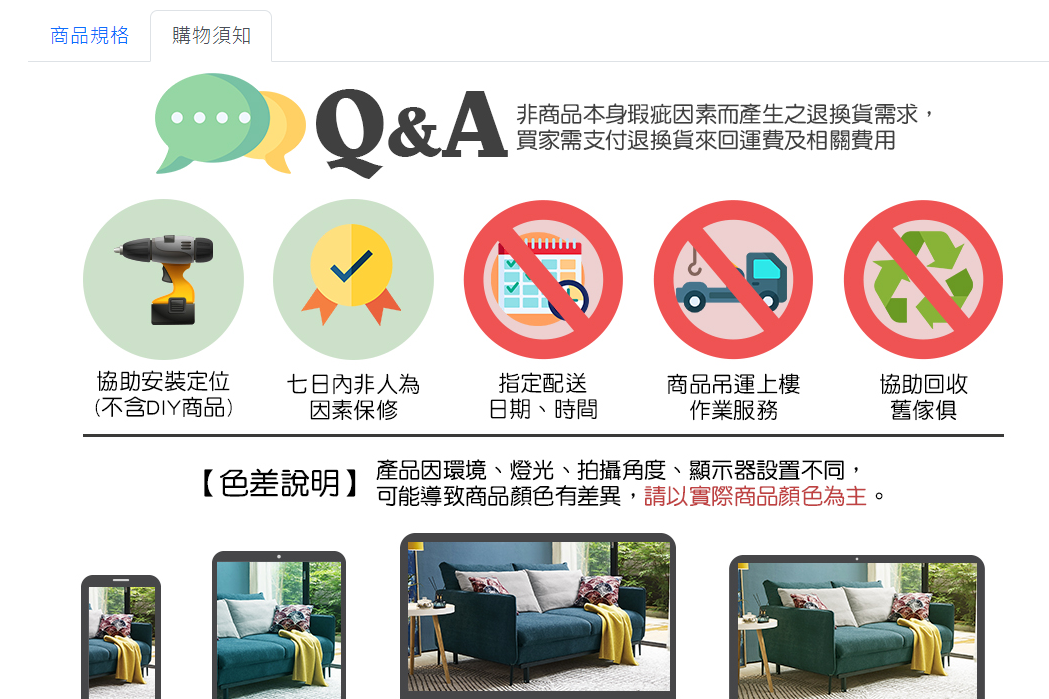 商品規格
購物須知
Q&A
非商品本身瑕疵因素而產生之退換貨需求，
買家需支付退換貨來回運費及相關費用
協助安裝定位
(不含DIY商品)
七日內非人為
因素保修
指定配送
日期、時間
商品吊運上樓
作業服務
協助回收
舊傢俱
【色差說明】
產品因環境、燈光、拍攝角度、顯示器設置不同，
可能導致商品顏色有差異，請以實際商品顏色為主。